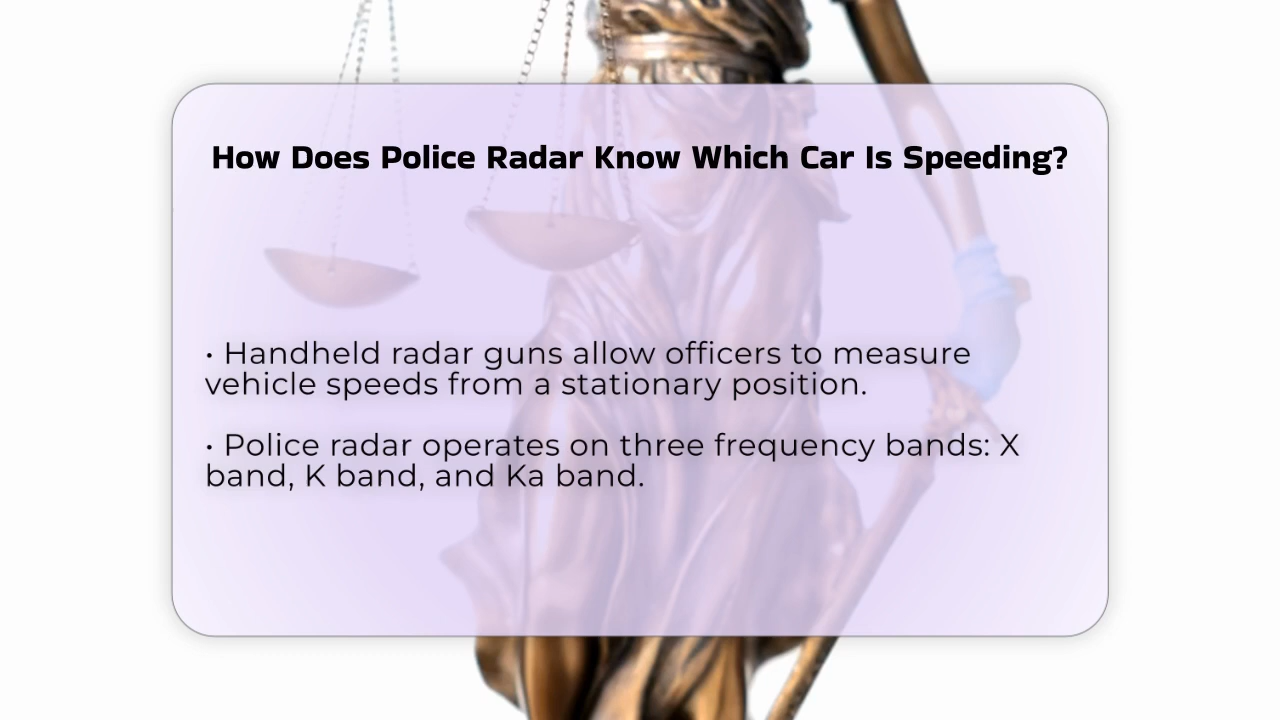 How Does Police Radar Know Which Car Is Speeding?
• Handheld radar guns allow officers to measure
vehicle speeds from a stationary position.
• Police radar operates on three frequency bands: X
band, K band, and Ka band.